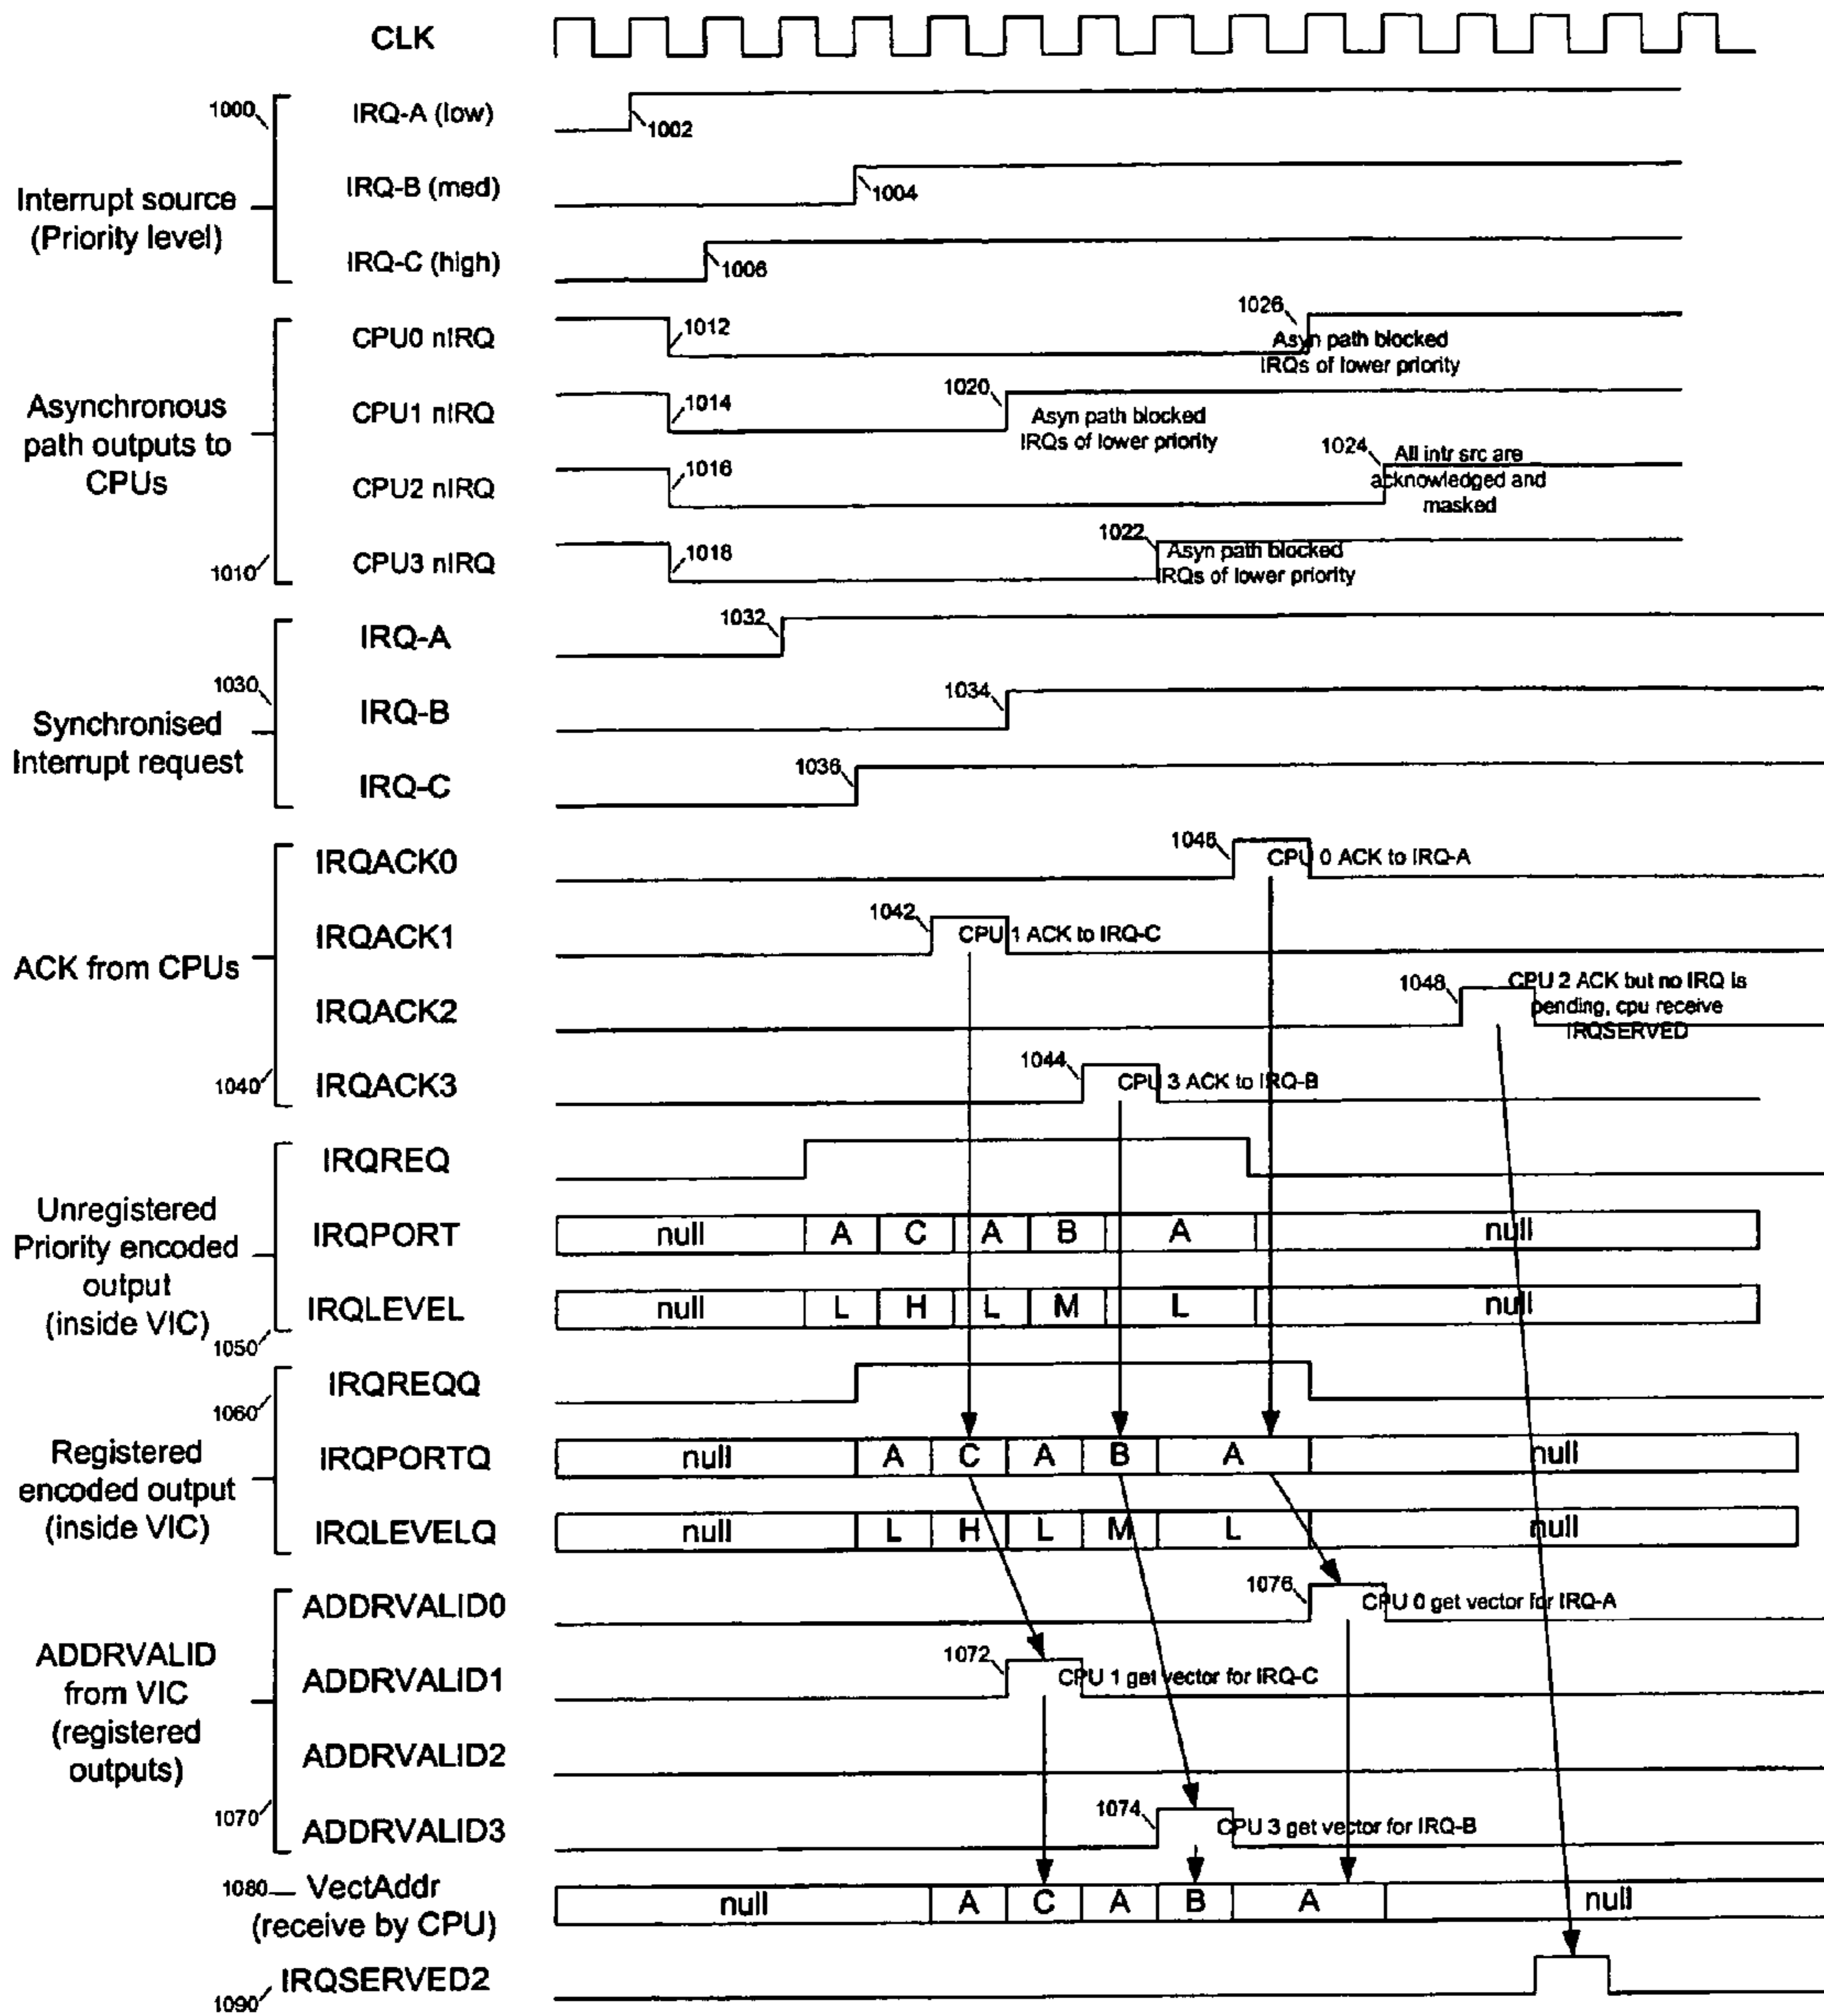 CLK
1000
IRQ-A (low)
1002
IRQ-B (med)
1004
Interrupt source
(Priority level)
IRQ-C (high)
1006
1026
CPU0 nIRQ
1012
Asyn path blocked
IRQs of lower priority
Asynchronous
path outputs to
CPUs
CPU1 nIRQ
1014
1020
Asyn path blocked
IRQs of lower priority
1024
All intr src are
acknowledged and
masked
CPU2 nIRQ
1016
1022
Asyn path blocked
IRQs of lower priority
1010
CPU3 nIRQ
1018
1032
IRQ-A
1030
1034
IRQ-B
Synchronised
Interrupt request
1036
IRQ-C
1046
IRQACK0
CPU 0 ACK to IRQ-A
1042
IRQACK1
CPU 1 ACK to IRQ-C
ACK from CPUs
1048
CPU 2 ACK but no IRQ is
pending, cpu receive
IRQSERVED
IRQACK2
1044
1040
IRQACK3
CPU 3 ACK to IRQ-B
IRQREQ
Unregistered
Priority encoded
output
(inside VIC)
1050
IRQPORT
null A C A B A null
IRQLEVEL
null L H L M L null
IRQREQQ
1060
Registered
encoded output
(inside VIC)
IRQPORTQ
null A C A B A null
IRQLEVELQ
null L H L M L null
1076
ADDRVALID0
CPU 0 get vector for IRQ-A
ADDRVALID
from VIC
(registered
outputs)
1072
ADDRVALID1
CPU 1 get vector for IRQ-C
ADDRVALID2
1074
1070
ADDRVALID3
CPU 3 get vector for IRQ-B
1080
VectAddr
(receive by CPU)
null A C A B A null
1090
IRQSERVED2